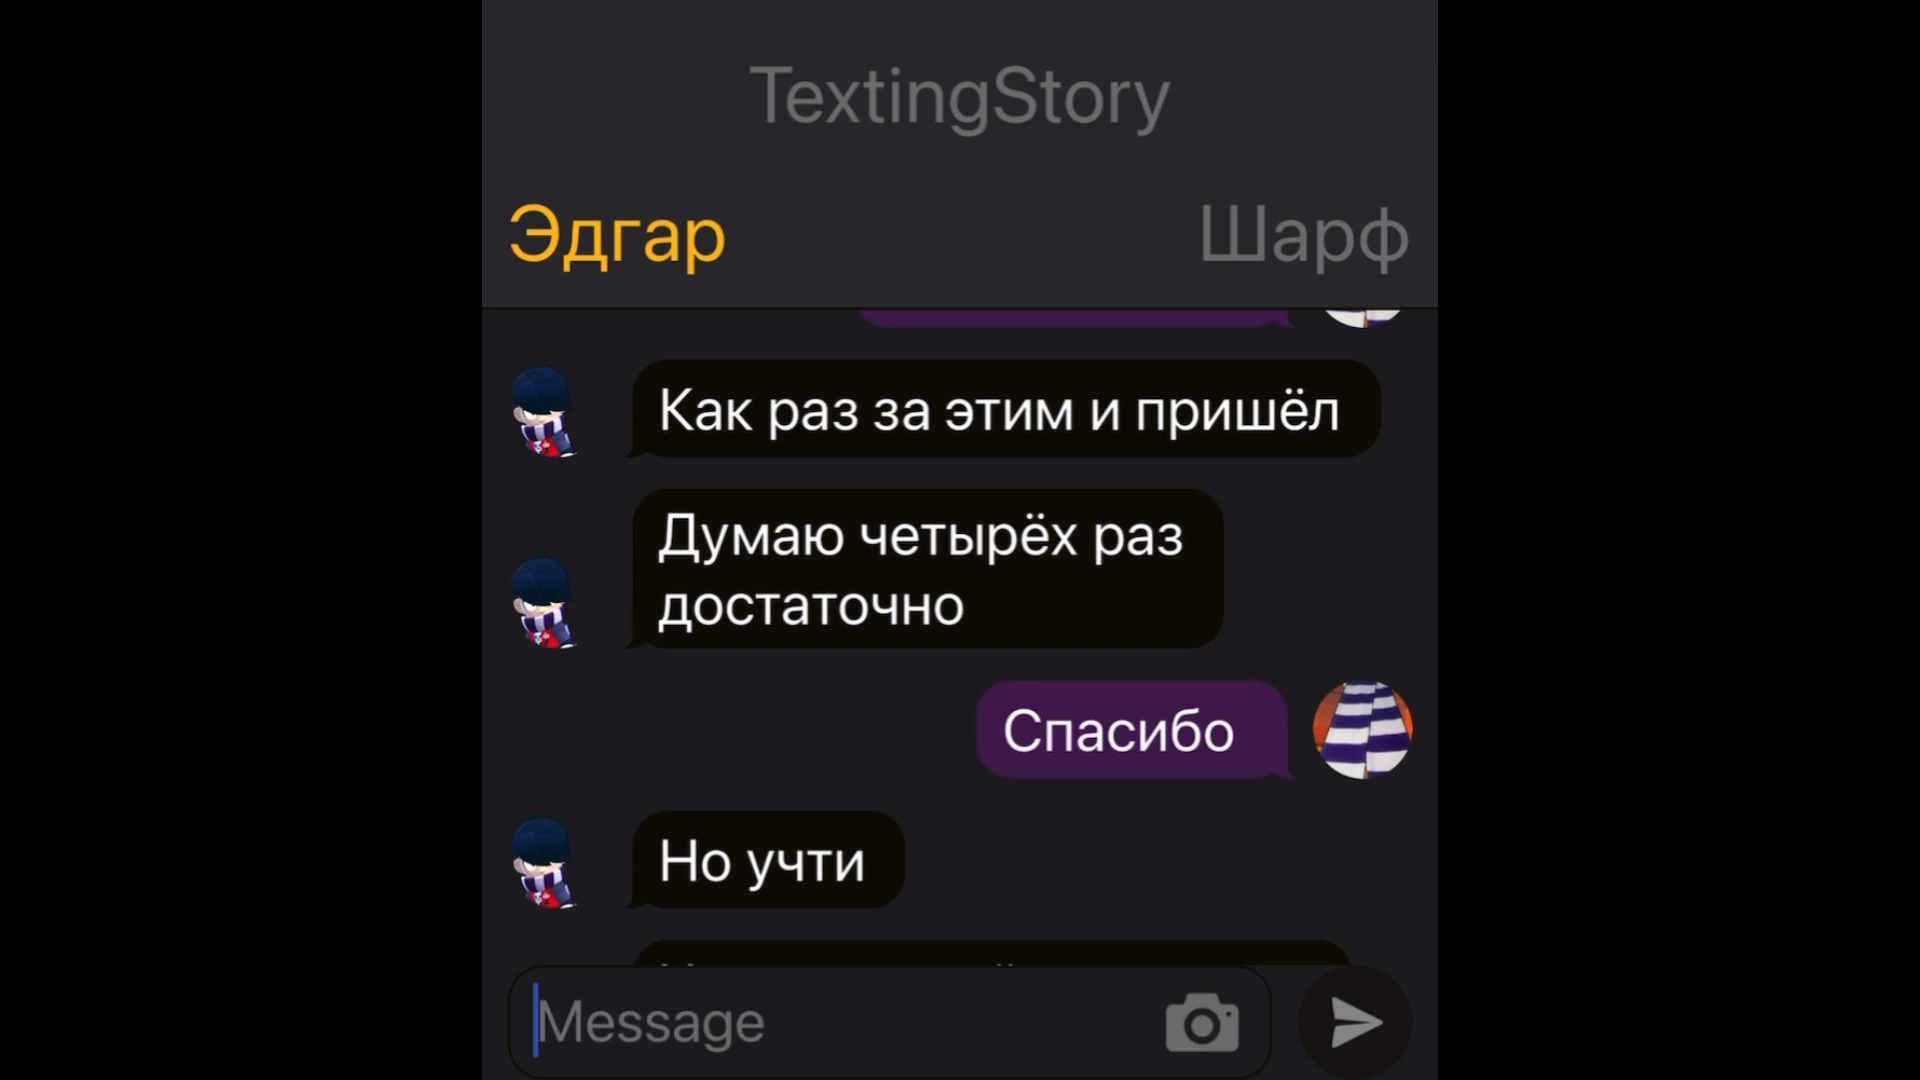 TextingStory
Эдгар
Шарф
Как раз за этим и пришёл
Думаю четырёх раз
достаточно
Спасибо
Но учти
Message